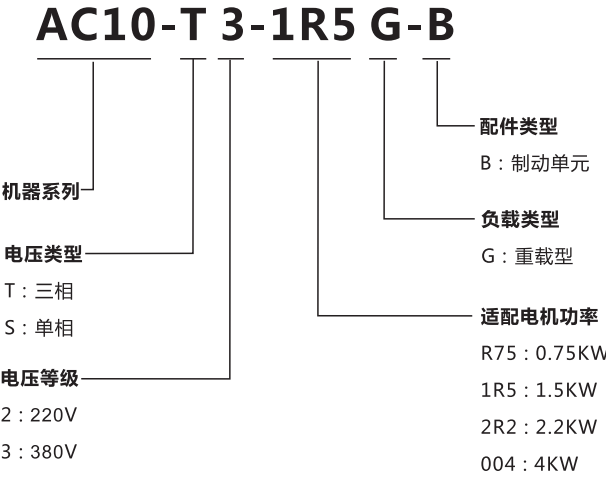 AC10-T3-1R5G-B
机器系列
电压类型
T：三相
S：单相
电压等级
2：220V
3：380V
配件类型
B：制动单元
负载类型
G：重载型
适配电机功率
R75：0.75KW
1R5：1.5KW
2R2：2.2KW
004：4KW